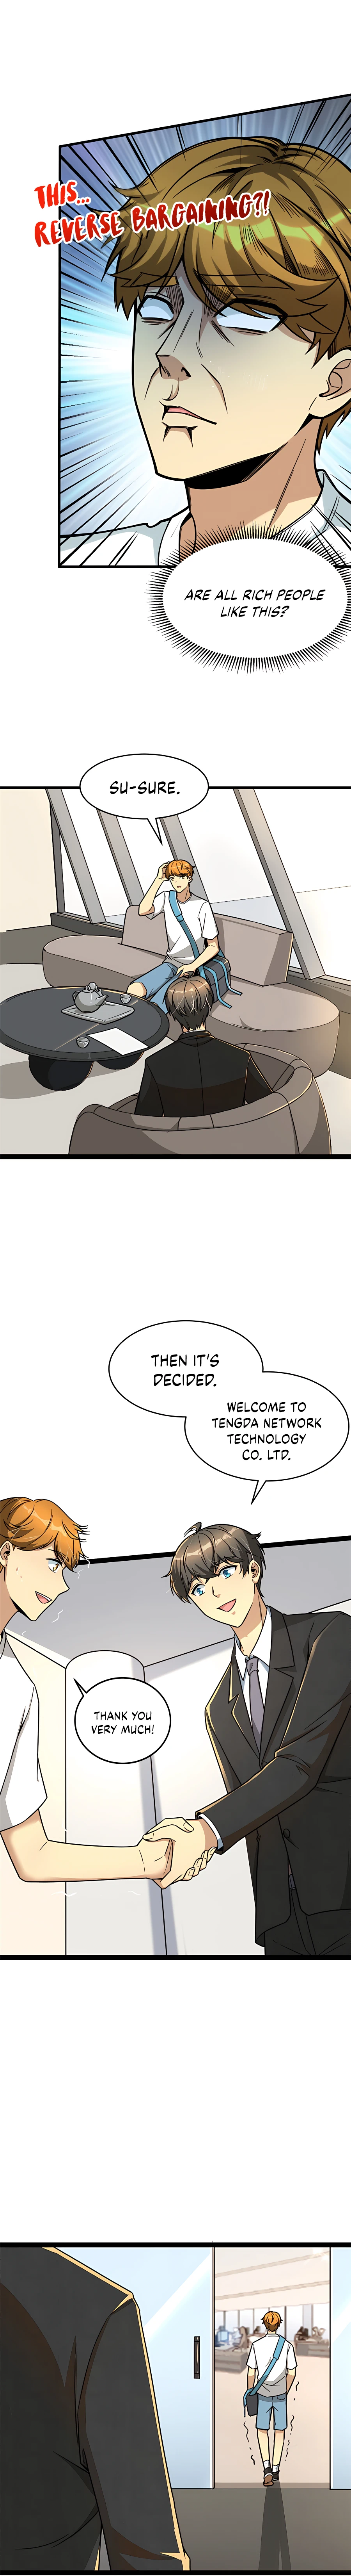 THIS...
REVERSE BARGAINING?!
ARE ALL RICH PEOPLE
LIKE THIS?
SU-SURE.
THEN IT'S
DECIDED.
WELCOME TO
TENGDA NETWORK
TECHNOLOGY
CO. LTD.
THANK YOU
VERY MUCH!